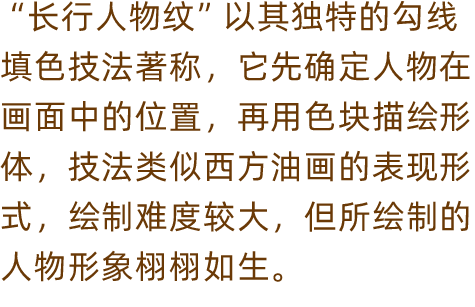 “长行人物纹”以其独特的勾线
填色技法著称，它先确定人物在
画面中的位置，再用色块描绘形
体，技法类似西方油画的表现形
式，绘制难度较大，但所绘制的
人物形象栩栩如生。